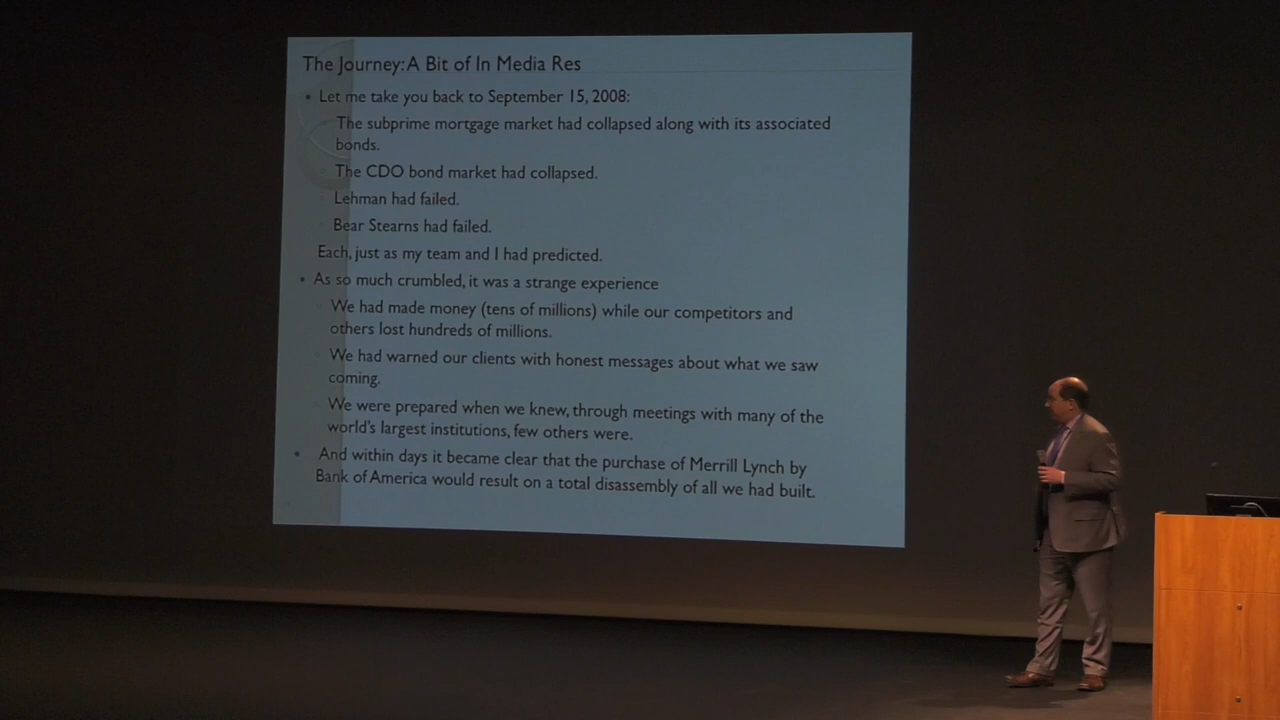 The Journey: A Bit of In Media Res
• Let me take you back to September 15, 2008:
The subprime mortgage market had collapsed along with its associated
bonds.
The CDO bond market had collapsed.
Lehman had failed.
Bear Stearns had failed.
Each, just as my team and I had predicted.
• As so much crumbled, it was a strange experience
We had made money (tens of millions) while our competitors and
others lost hundreds of millions.
We had warned our clients with honest messages about what we saw
coming.
We were prepared when we knew, through meetings with many of the
world's largest institutions, few others were.
• And within days it became clear that the purchase of Merrill Lynch by
Bank of America would result on a total disassembly of all we had built.